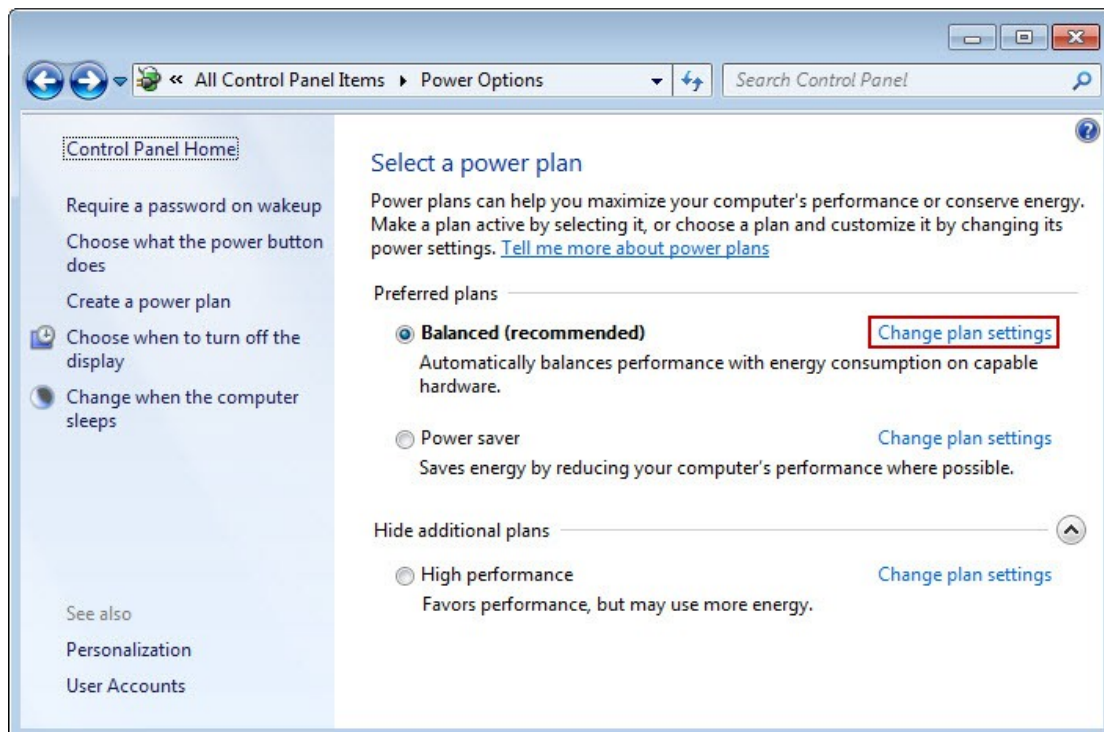 « All Control Panel Items ▸ Power Options
Search Control Panel
Control Panel Home
Require a password on wakeup
Choose what the power button
does
Create a power plan
Choose when to turn off the
display
Change when the computer
sleeps
See also
Personalization
User Accounts
Select a power plan
Power plans can help you maximize your computer's performance or conserve energy.
Make a plan active by selecting it, or choose a plan and customize it by changing its
power settings. Tell me more about power plans
Preferred plans
Balanced (recommended) Change plan settings
Automatically balances performance with energy consumption on capable
hardware.
Power saver Change plan settings
Saves energy by reducing your computer's performance where possible.
Hide additional plans
High performance Change plan settings
Favors performance, but may use more energy.